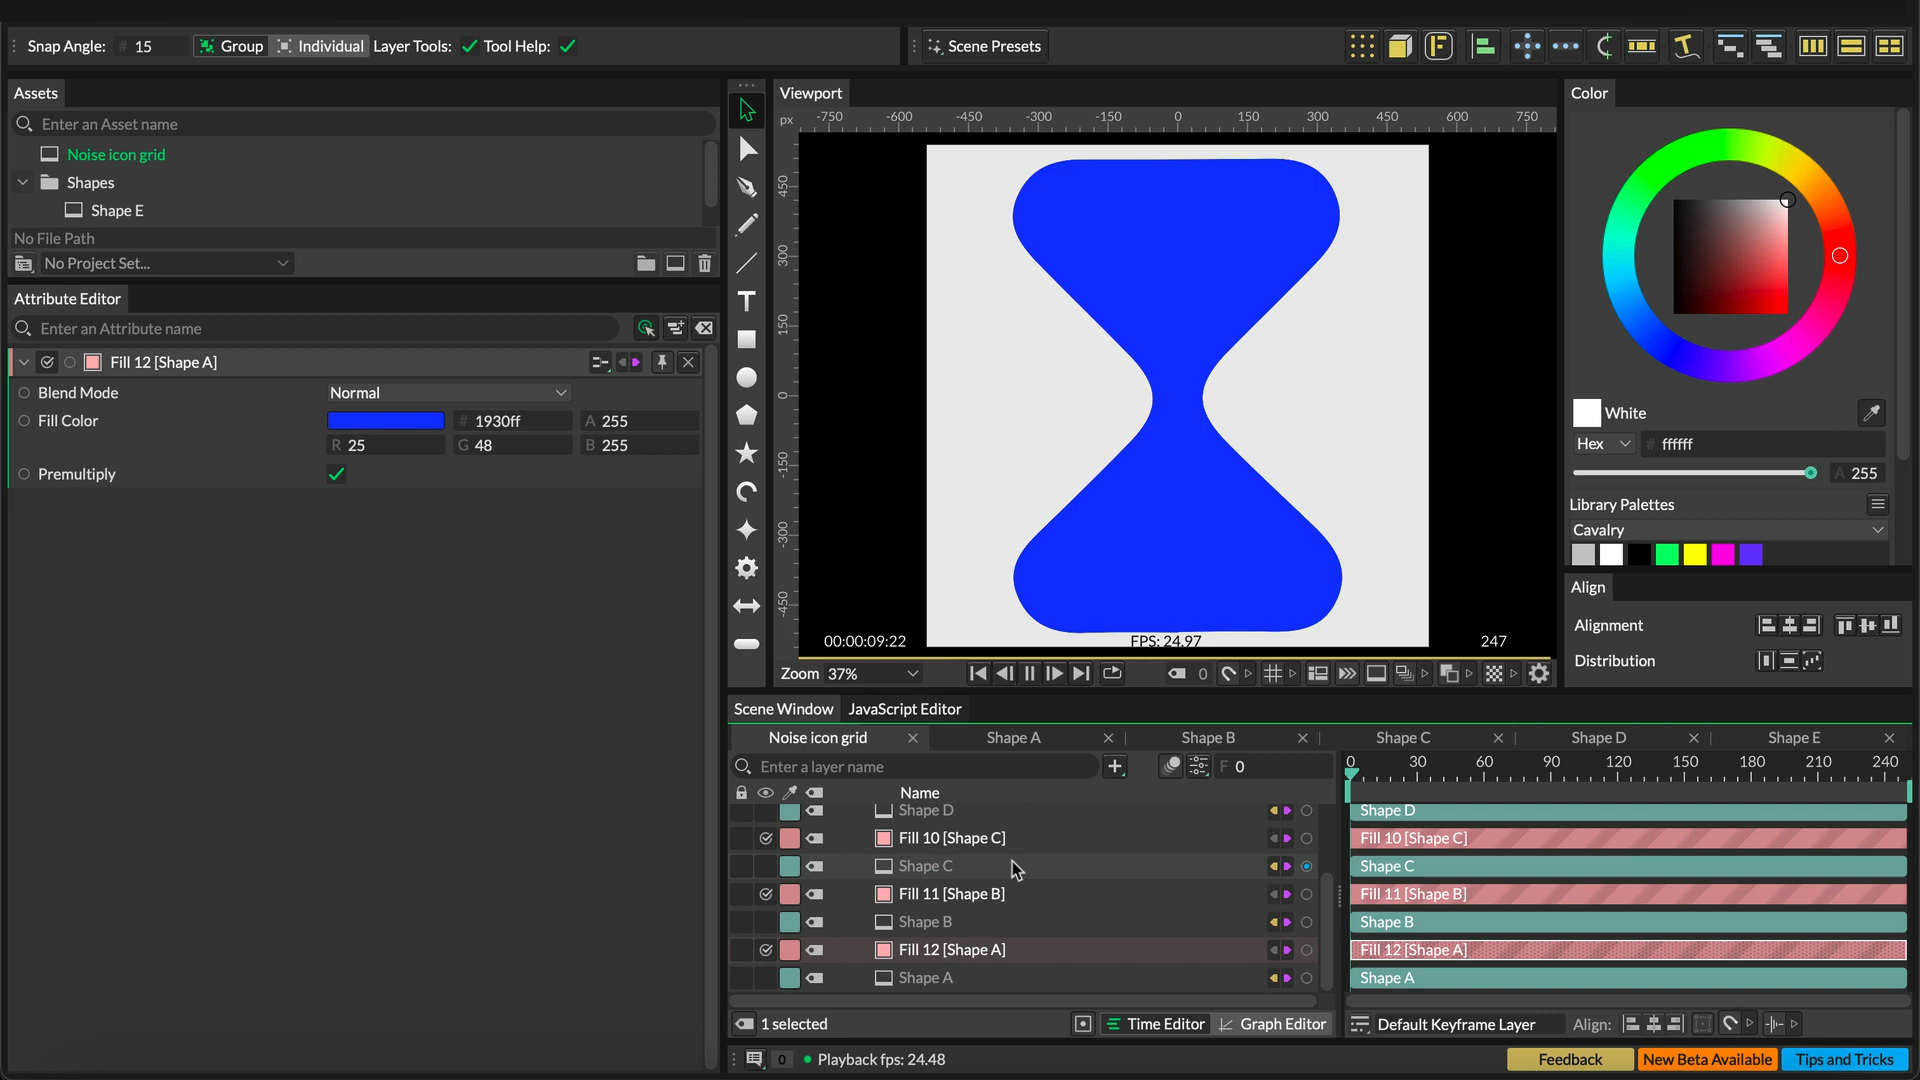 Snap Angle: # 15 Group Individual Layer Tools: Tool Help: Scene Presets
Assets
Enter an Asset name
Noise icon grid
Shapes
Shape E
No File Path
No Project Set...
Attribute Editor
Enter an Attribute name
Fill 12 [Shape A]
Blend Mode Normal
Fill Color # 1930ff A 255
R 25 G 48 B 255
Premultiply
Viewport
px -750 -600 -450 -300 -150 0 150 300 450 600 750
450
300
150
0
-150
-300
-450
00:00:09:22 FPS: 24.97 247
Zoom 37% 0
Color
White
Hex # ffffff
A 255
Library Palettes
Cavalry
Align
Alignment
Distribution
Scene Window JavaScript Editor
Noise icon grid Shape A Shape B Shape C Shape D Shape E
Enter a layer name F 0
0 30 60 90 120 150 180 210 240
Name
Shape D Shape D
Fill 10 [Shape C] Fill 10 [Shape C]
Shape C Shape C
Fill 11 [Shape B] Fill 11 [Shape B]
Shape B Shape B
Fill 12 [Shape A] Fill 12 [Shape A]
Shape A Shape A
1 selected Time Editor Graph Editor Default Keyframe Layer Align:
0 Playback fps: 24.48 Feedback New Beta Available Tips and Tricks